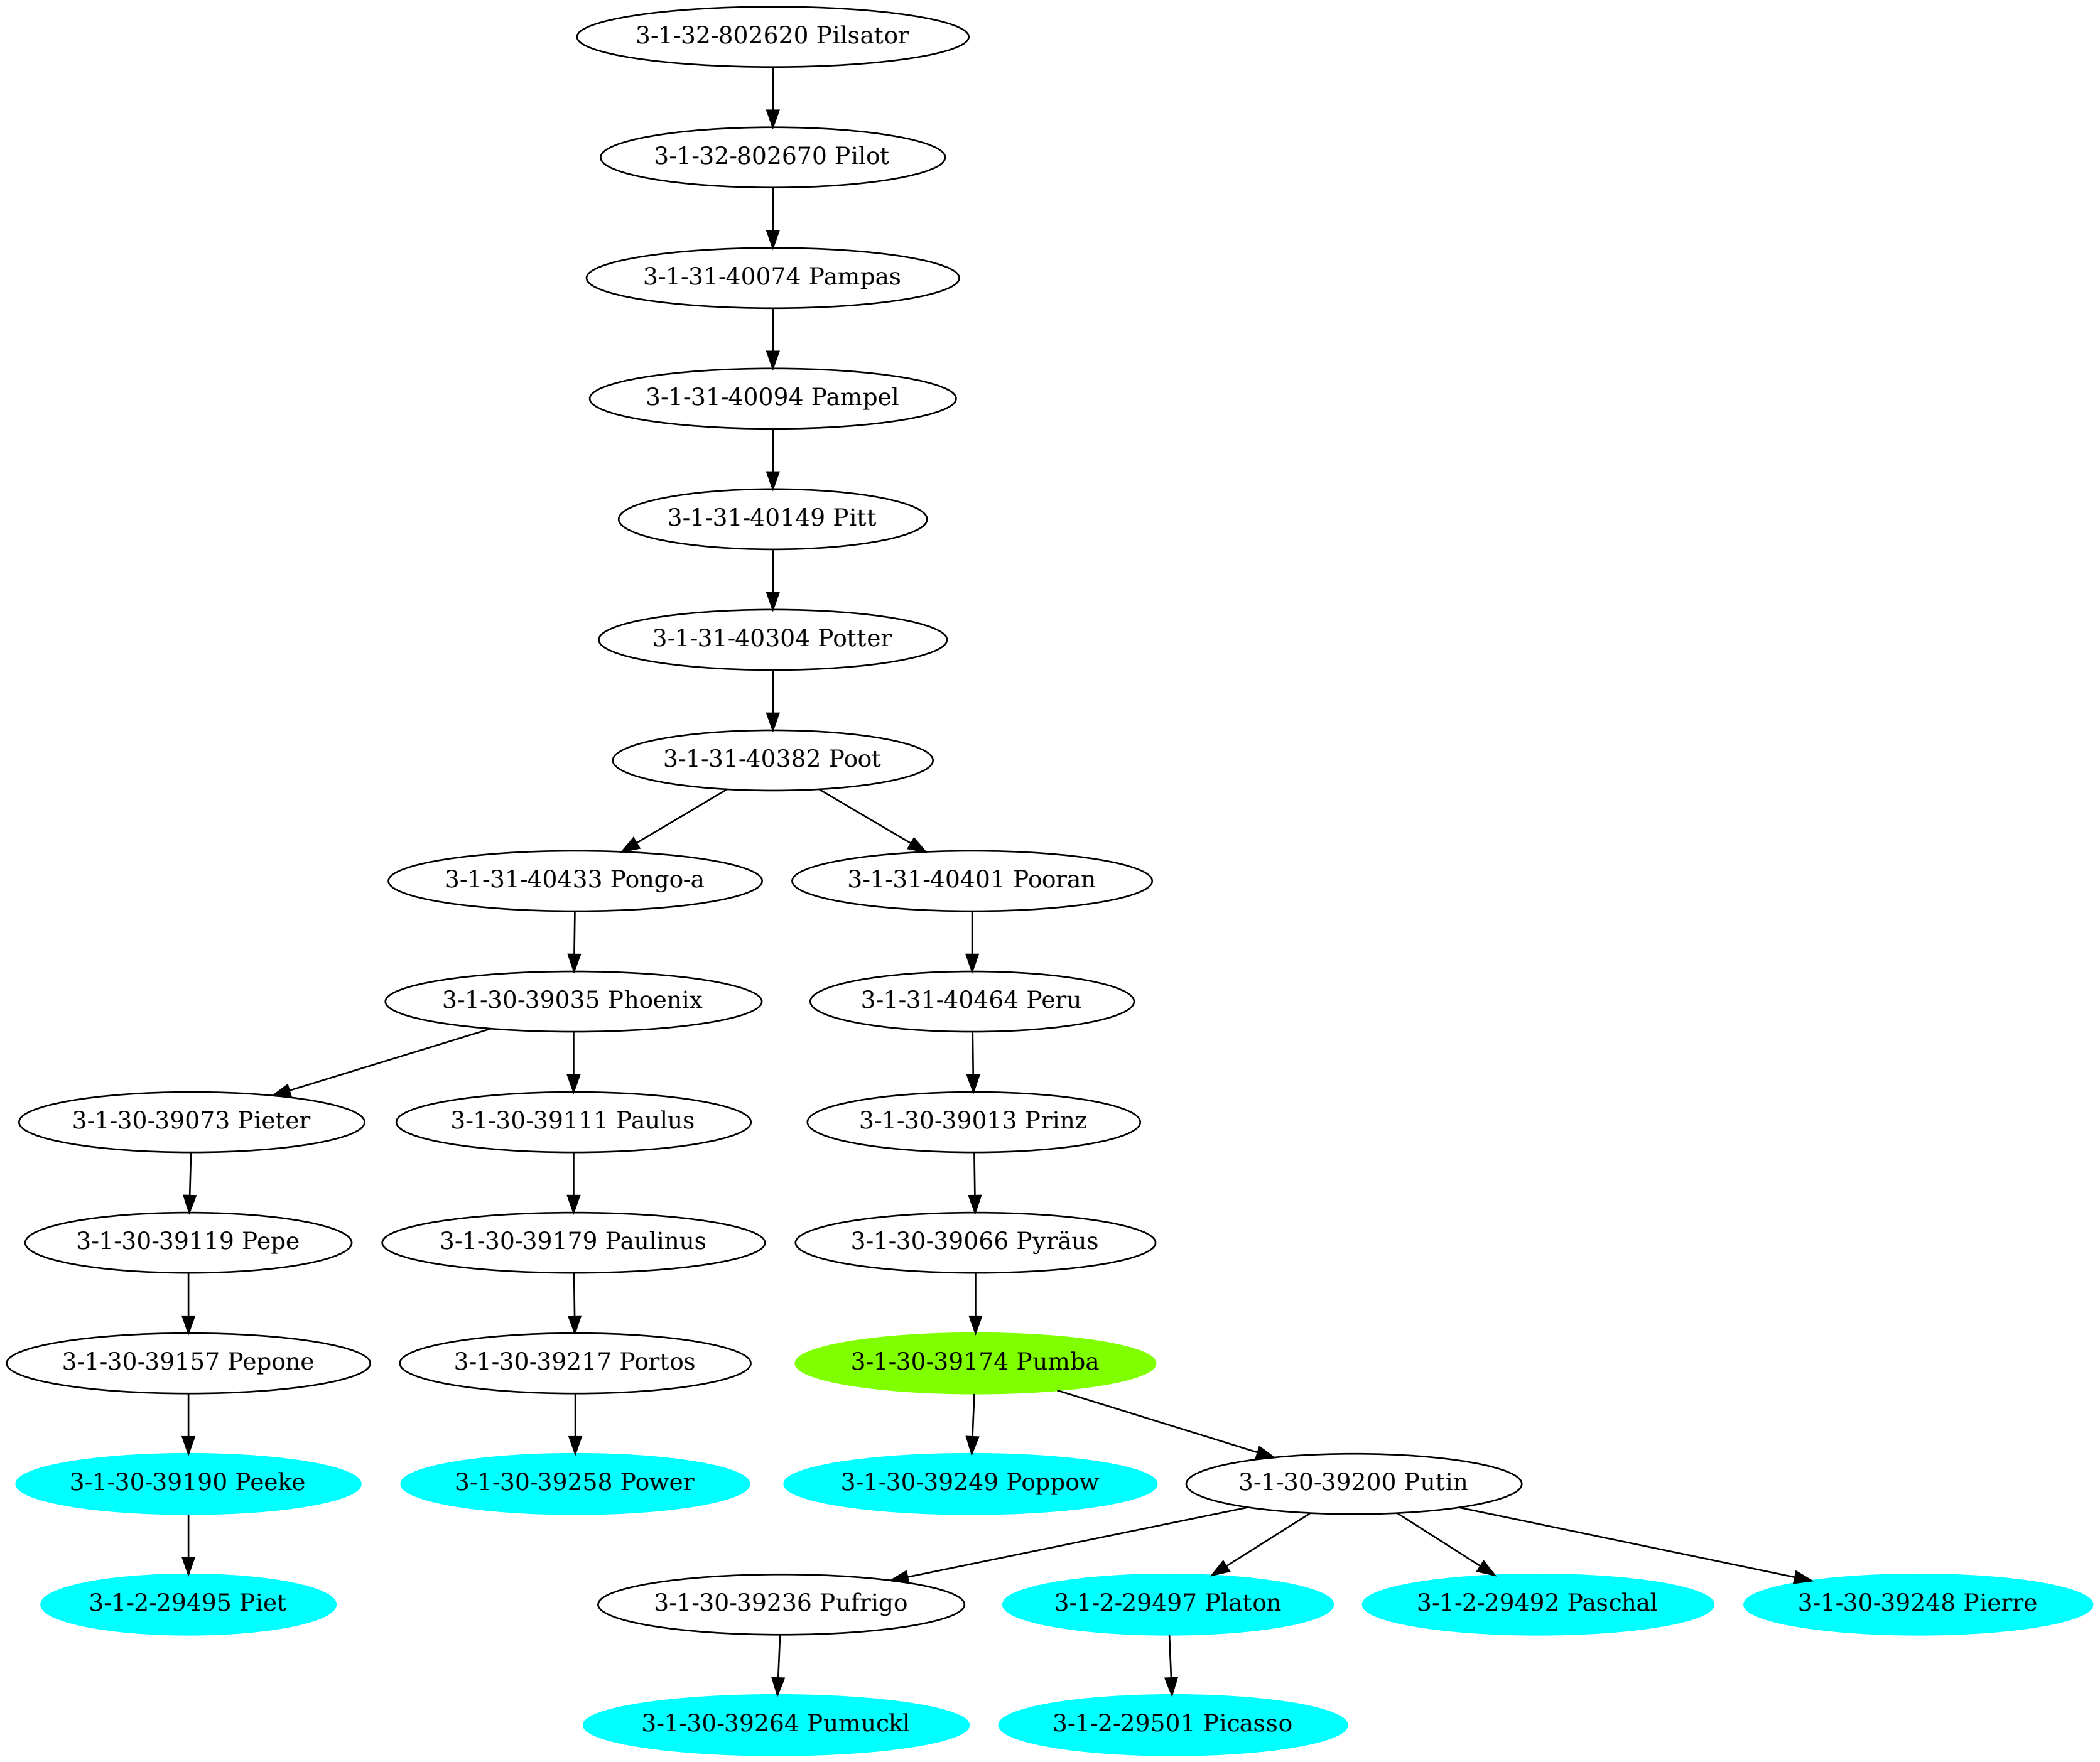 3-1-32-802620 Pilsator
3-1-32-802670 Pilot
3-1-31-40074 Pampas
3-1-31-40094 Pampel
3-1-31-40149 Pitt
3-1-31-40304 Potter
3-1-31-40382 Poot
3-1-31-40433 Pongo-a
3-1-31-40401 Pooran
3-1-30-39035 Phoenix
3-1-31-40464 Peru
3-1-30-39073 Pieter
3-1-30-39111 Paulus
3-1-30-39013 Prinz
3-1-30-39119 Pepe
3-1-30-39179 Paulinus
3-1-30-39066 Pyräus
3-1-30-39157 Pepone
3-1-30-39217 Portos
3-1-30-39174 Pumba
3-1-30-39190 Peeke
3-1-30-39258 Power
3-1-30-39249 Poppow
3-1-30-39200 Putin
3-1-2-29495 Piet
3-1-30-39236 Pufrigo
3-1-2-29497 Platon
3-1-2-29492 Paschal
3-1-30-39248 Pierre
3-1-30-39264 Pumuckl
3-1-2-29501 Picasso